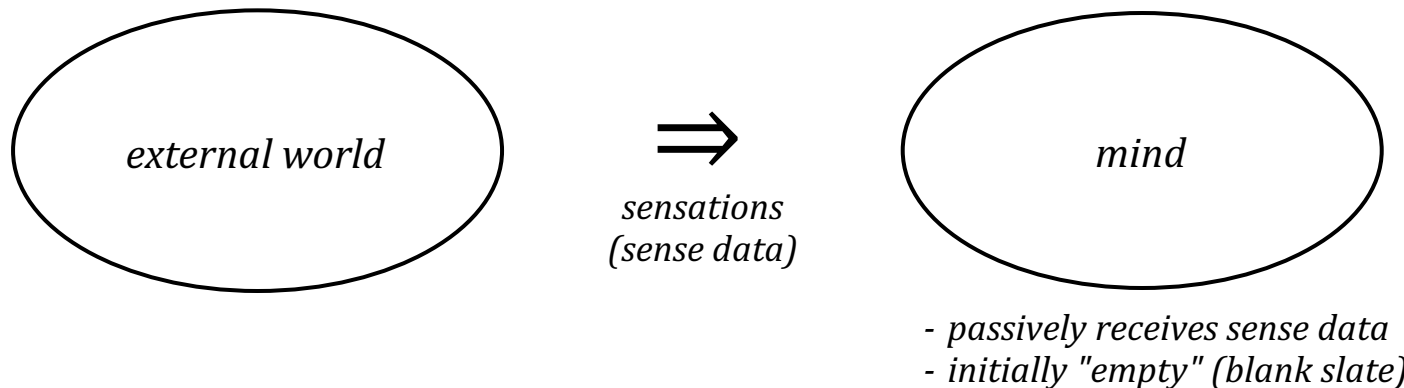 external world
⇒
mind
sensations
(sense data)
- passively receives sense data
- initially "empty" (blank slate)